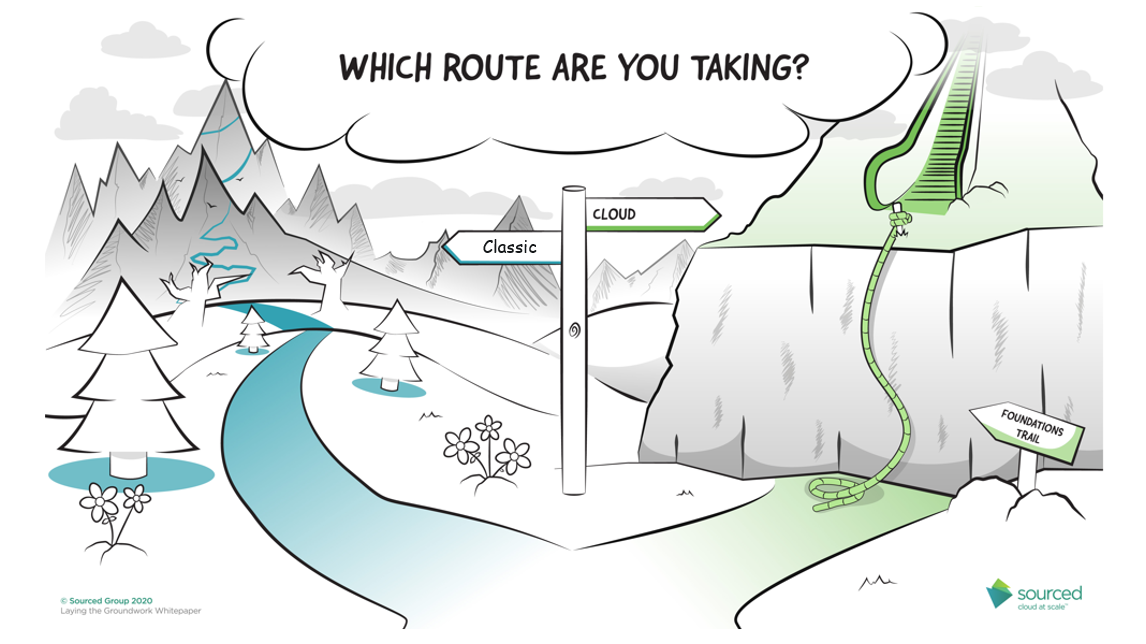 WHICH ROUTE ARE YOU TAKING?
CLOUD
Classic
FOUNDATIONS
TRAIL
© Sourced Group 2020
Laying the Groundwork Whitepaper
sourced
cloud at scale™